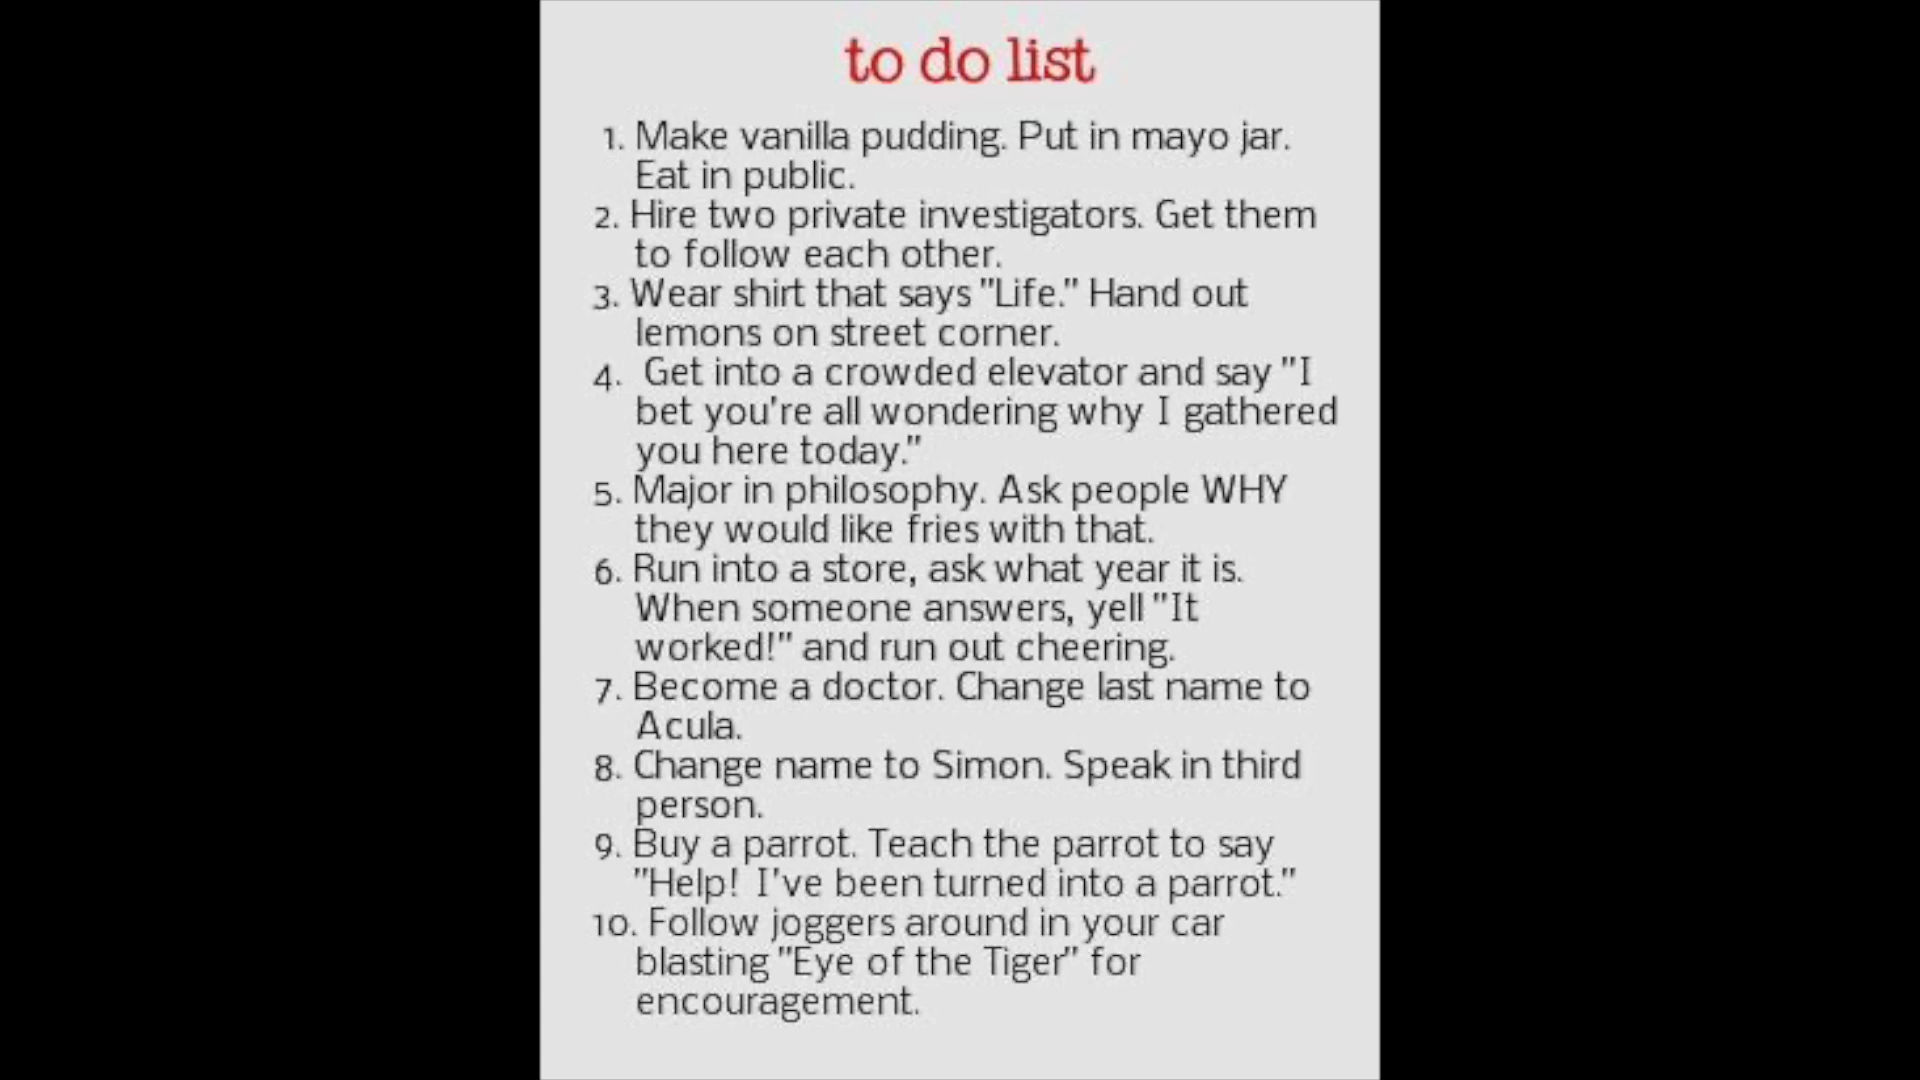 to do list
1. Make vanilla pudding. Put in mayo jar.
Eat in public.
2. Hire two private investigators. Get them
to follow each other.
3. Wear shirt that says "Life." Hand out
lemons on street corner.
4. Get into a crowded elevator and say "I
bet you're all wondering why I gathered
you here today."
5. Major in philosophy. Ask people WHY
they would like fries with that.
6. Run into a store, ask what year it is.
When someone answers, yell "It
worked!" and run out cheering.
7. Become a doctor. Change last name to
Acula.
8. Change name to Simon. Speak in third
person.
9. Buy a parrot. Teach the parrot to say
"Help! I've been turned into a parrot."
10. Follow joggers around in your car
blasting "Eye of the Tiger" for
encouragement.